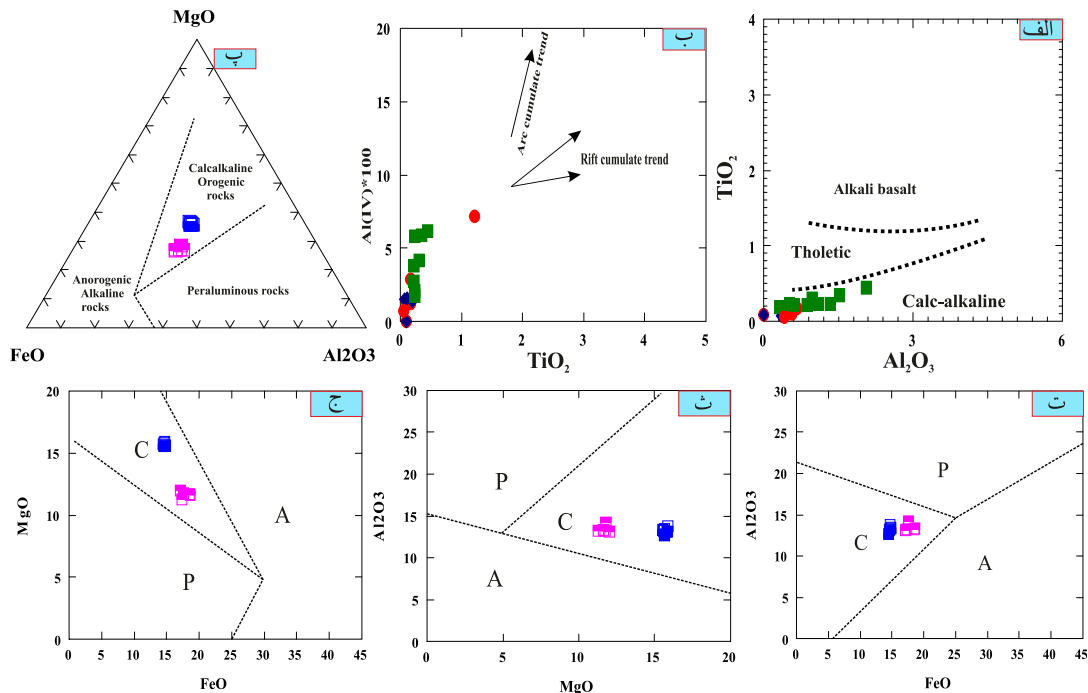 MgO
پ
Calcalkaline
Orogenic
rocks
Anorogenic
Alkaline
rocks
Peraluminous rocks
FeO
Al2O3
ب
20
15
10
5
0
Al(IV)*100
Arc cumulate trend
Rift cumulate trend
0 1 2 3 4 5
TiO₂
الف
4
3
2
1
0
TiO₂
Alkali basalt
Tholetic
Calc-alkaline
0 3 6
Al₂O₃
ج
20
15
10
5
0
MgO
C
A
P
0 5 10 15 20 25 30 35 40 45
FeO
ث
30
25
20
15
10
5
0
Al2O3
P
C
A
0 5 10 15 20
MgO
ت
30
25
20
15
10
5
0
Al2O3
P
C
A
0 5 10 15 20 25 30 35 40 45
FeO